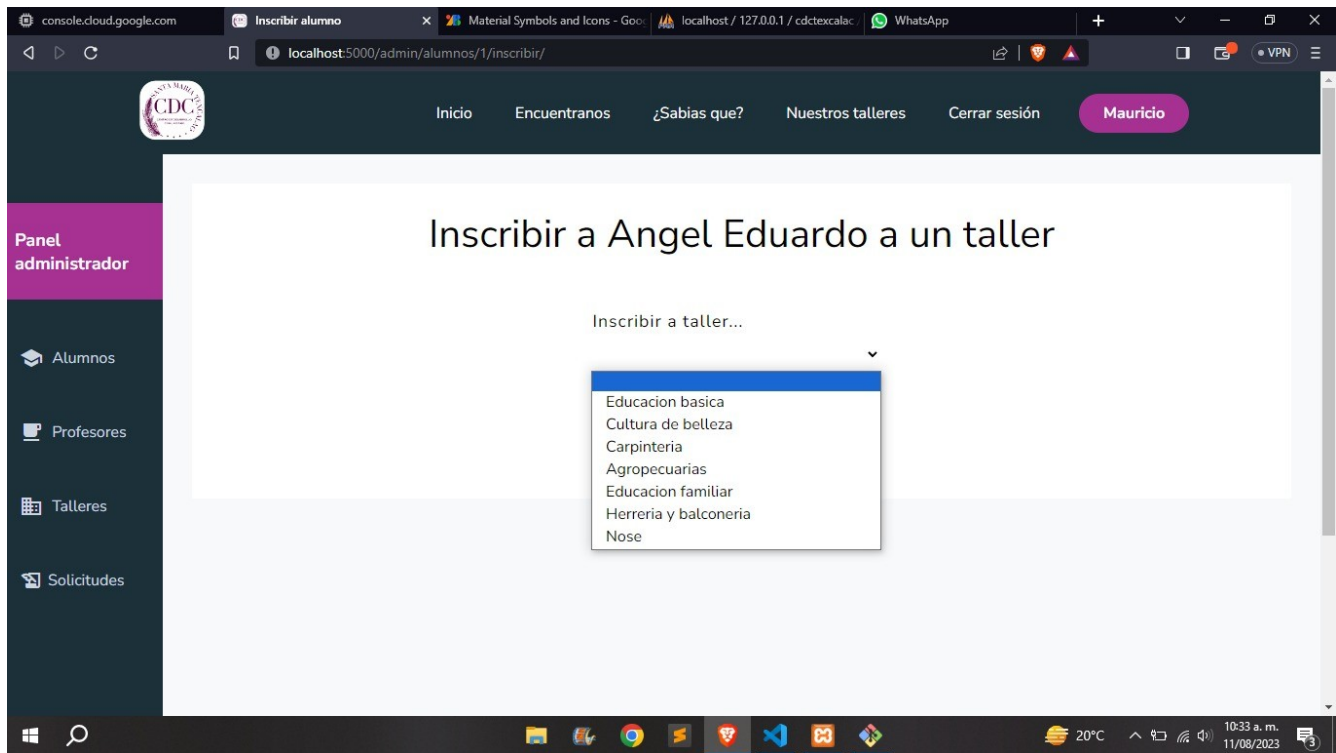 console.cloud.google.com
Inscribir alumno
Material Symbols and Icons - Goo
localhost / 127.0.0.1 / cdctexcalac /
WhatsApp
localhost:5000/admin/alumnos/1/inscribir/
VPN
CDC
Inicio
Encuentranos
¿Sabias que?
Nuestros talleres
Cerrar sesión
Mauricio
Panel
administrador
Alumnos
Profesores
Talleres
Solicitudes
Inscribir a Angel Eduardo a un taller
Inscribir a taller...
Educacion basica
Cultura de belleza
Carpinteria
Agropecuarias
Educacion familiar
Herreria y balconeria
Nose
20°C
10:33 a. m.
11/08/2023
3